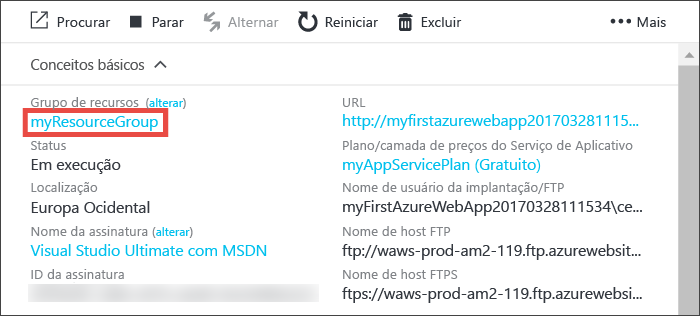 Procurar Parar Alternar Reiniciar Excluir ... Mais
Conceitos básicos
Grupo de recursos (alterar)
myResourceGroup
Status
Em execução
Localização
Europa Ocidental
Nome da assinatura (alterar)
Visual Studio Ultimate com MSDN
ID da assinatura
URL
http://myfirstazurewebapp201703281115...
Plano/camada de preços do Serviço de Aplicativo
myAppServicePlan (Gratuito)
Nome de usuário da implantação/FTP
myFirstAzureWebApp20170328111534\ce...
Nome de host FTP
ftp://waws-prod-am2-119.ftp.azurewebsit...
Nome de host FTPS
ftps://waws-prod-am2-119.ftp.azurewebsi...